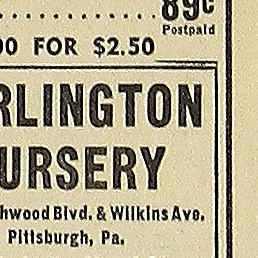 89c
Postpaid
00 FOR $2.50
RLINGTON
URSERY
hwood Blvd. & Wilkins Ave.
Pittsburgh, Pa.